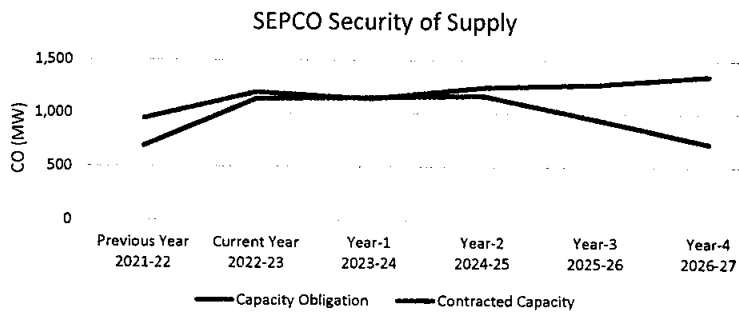 SEPCO Security of Supply
1,500
1,000
500
0
CO (MW)
Previous Year Current Year Year-1 Year-2 Year-3 Year-4
2021-22 2022-23 2023-24 2024-25 2025-26 2026-27
Capacity Obligation Contracted Capacity